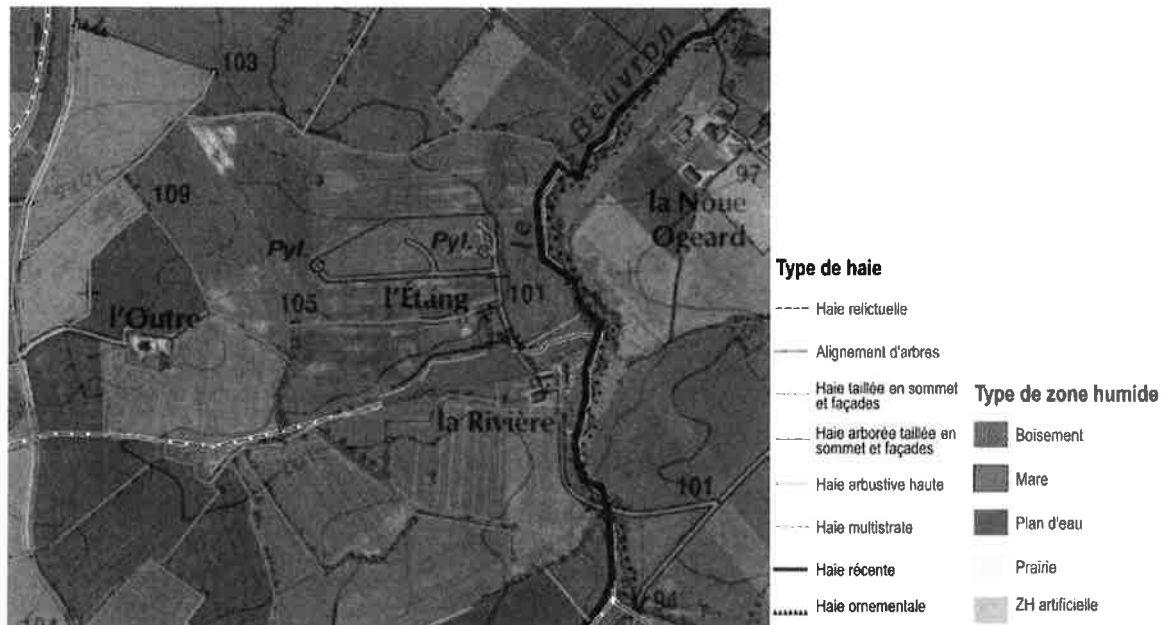 103
Beuvron
le
97
109
la Noue
Ogeard
Pyl.
Pyl.
105
l'Étang
101
l'Outre
la Rivière
101
94
Type de haie
Haie relictuelle
Alignement d'arbres
Haie taillée en sommet
et façades
Haie arborée taillée en
sommet et façades
Haie arbustive haute
Haie multistrate
Haie récente
Haie ornementale
Type de zone humide
Boisement
Mare
Plan d'eau
Prairie
ZH artificielle